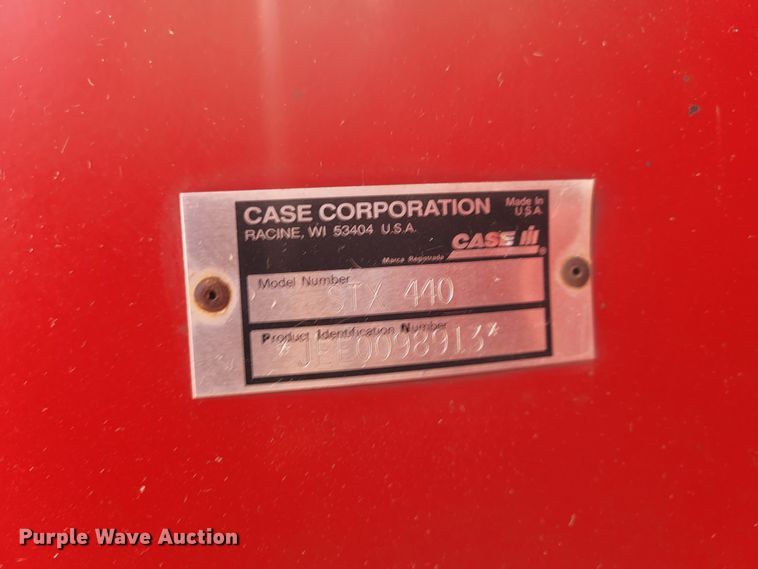 CASE CORPORATION
Made in
U.S.A.
RACINE, WI 53404 U.S.A.
CASE IH
Marca Registrada
®
Model Number
STX 440
Product Identification Number
*JEE0098913*
Purple Wave Auction